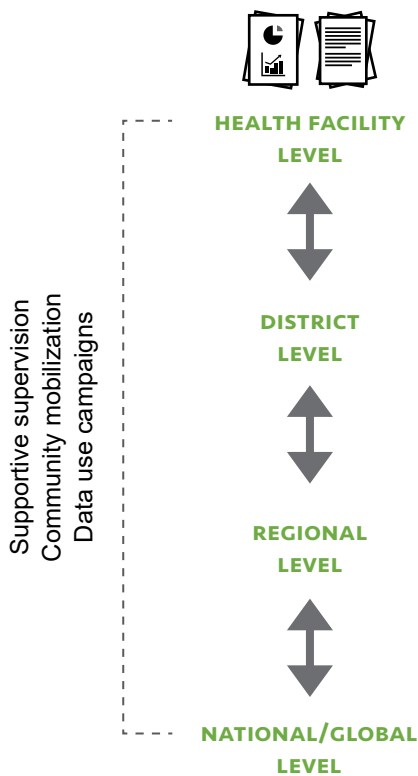 HEALTH FACILITY
LEVEL
DISTRICT
LEVEL
REGIONAL
LEVEL
NATIONAL/GLOBAL
LEVEL
Supportive supervision
Community mobilization
Data use campaigns